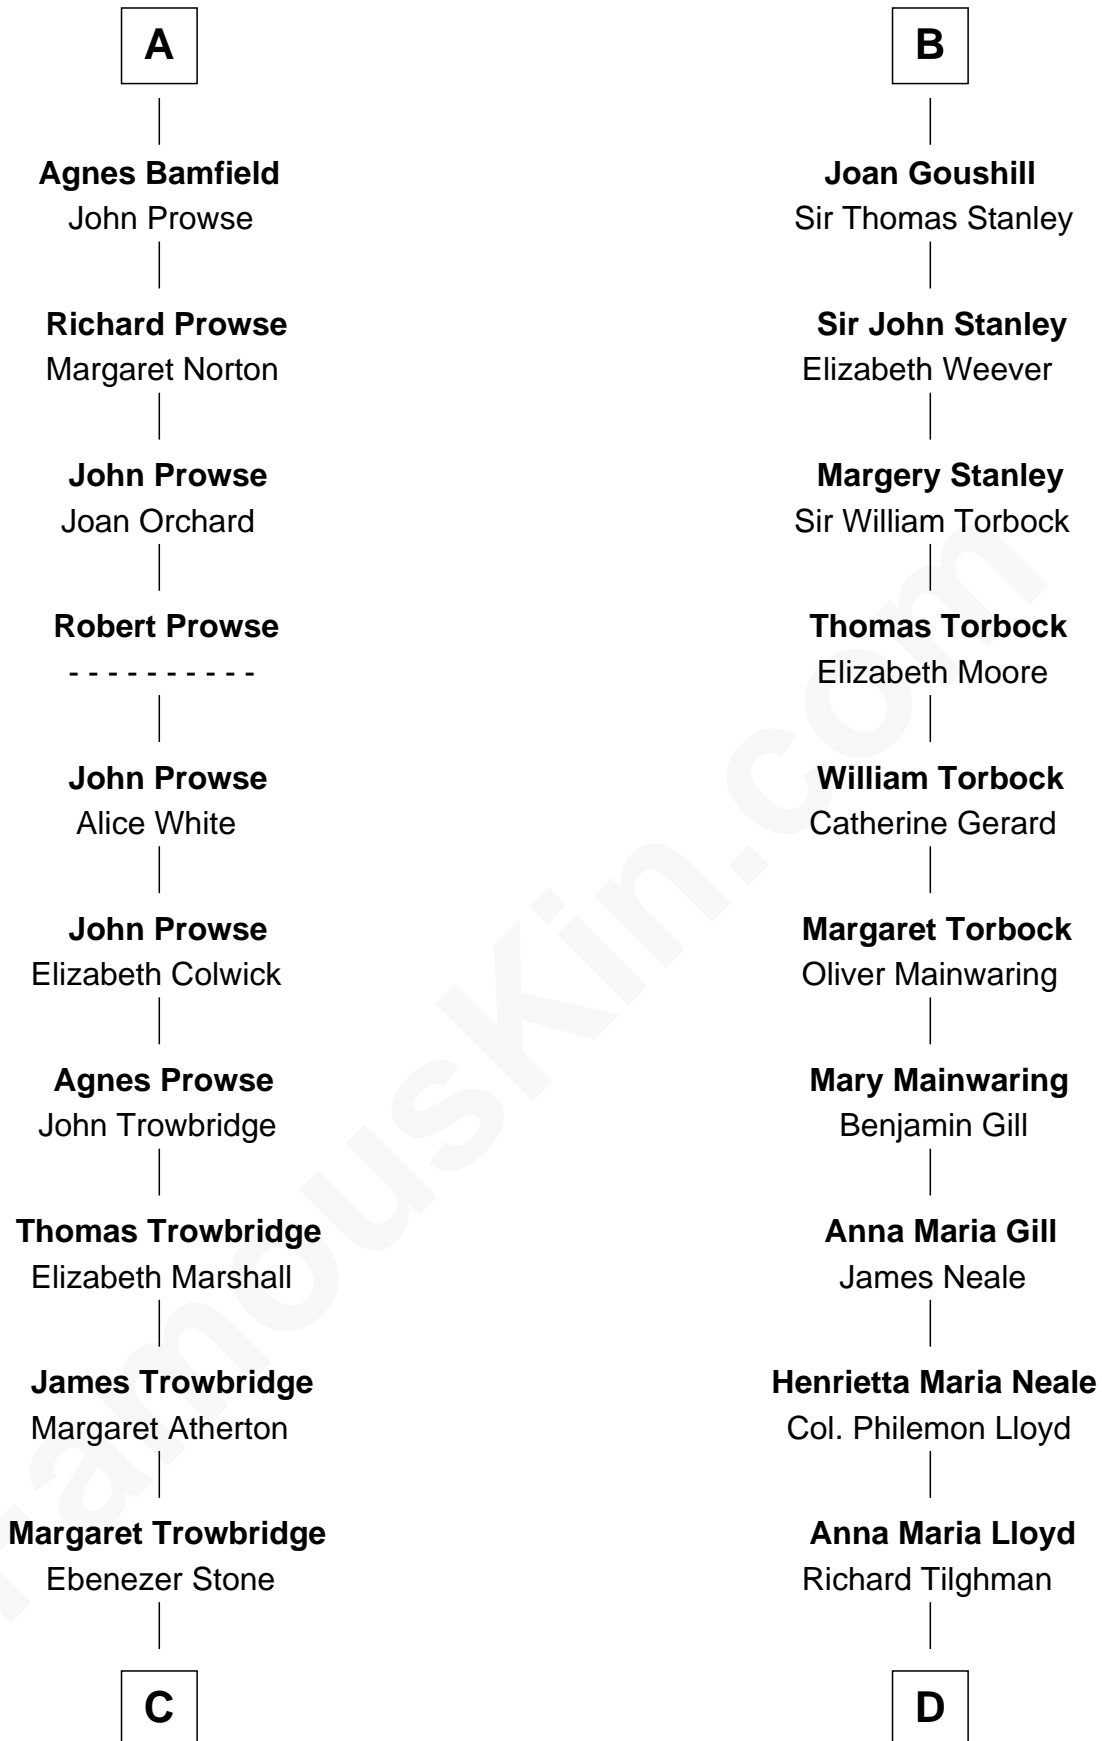 A
Agnes Bamfield
John Prowse
Richard Prowse
Margaret Norton
John Prowse
Joan Orchard
Robert Prowse
- - - - - - - - - -
John Prowse
Alice White
John Prowse
Elizabeth Colwick
Agnes Prowse
John Trowbridge
Thomas Trowbridge
Elizabeth Marshall
James Trowbridge
Margaret Atherton
Margaret Trowbridge
Ebenezer Stone
C
B
Joan Goushill
Sir Thomas Stanley
Sir John Stanley
Elizabeth Weever
Margery Stanley
Sir William Torbock
Thomas Torbock
Elizabeth Moore
William Torbock
Catherine Gerard
Margaret Torbock
Oliver Mainwaring
Mary Mainwaring
Benjamin Gill
Anna Maria Gill
James Neale
Henrietta Maria Neale
Col. Philemon Lloyd
Anna Maria Lloyd
Richard Tilghman
D
FamousKin.com